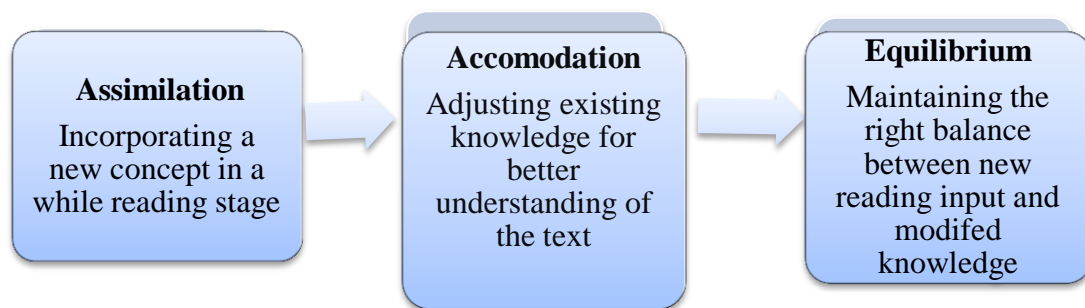 Assimilation
Incorporating a
new concept in a
while reading stage
Accomodation
Adjusting existing
knowledge for
better
understanding of
the text
Equilibrium
Maintaining the
right balance
between new
reading input and
modifed
knowledge